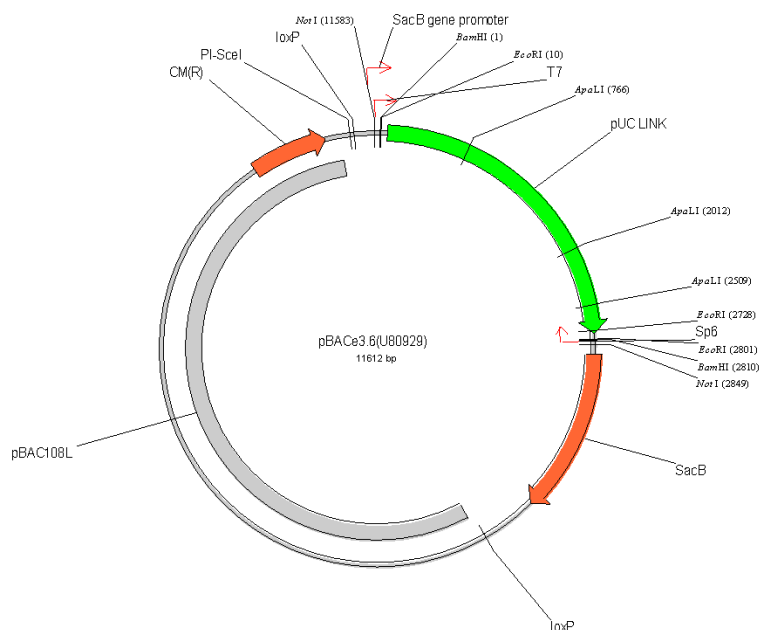 NotI (11583)
SacB gene promoter
BamHI (1)
loxP
EcoRI (10)
PI-SceI
T7
CM(R)
ApaLI (766)
pUC LINK
ApaLI (2012)
ApaLI (2509)
EcoRI (2728)
Sp6
EcoRI (2801)
BamHI (2810)
NotI (2849)
pBACe3.6(U80929)
11612 bp
pBAC108L
SacB
loxP